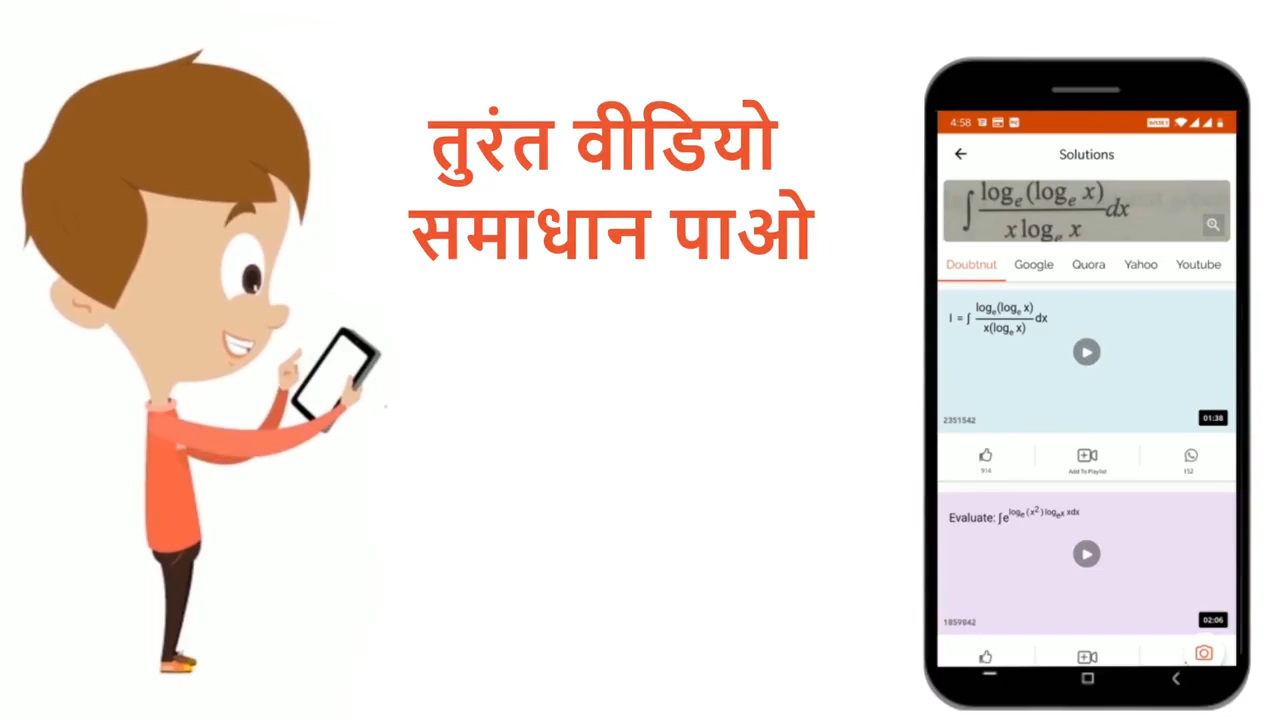 तुरंत वीडियो
समाधान पाओ
4:58
Solutions
∫ logₑ(logₑ x) / x logₑ x dx
Doubtnut Google Quora Yahoo Youtube
I = ∫ logₑ(logₑ x) / x(logₑ x) dx
2351542
01:38
914
Add To Playlist
152
Evaluate: ∫e^logₑ(x²) logₑx xdx
1859842
02:06